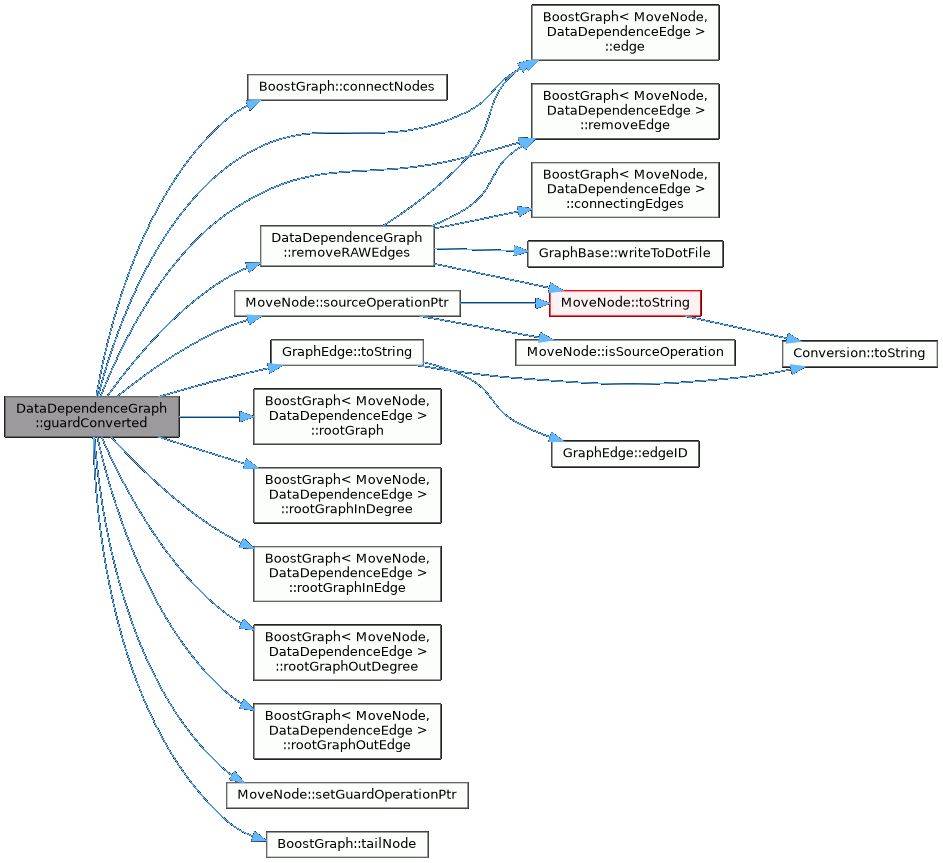 BoostGraph< MoveNode,
DataDependenceEdge >
::edge
BoostGraph::connectNodes
BoostGraph< MoveNode,
DataDependenceEdge >
::removeEdge
BoostGraph< MoveNode,
DataDependenceEdge >
::connectingEdges
DataDependenceGraph
::removeRAWEdges
GraphBase::writeToDotFile
MoveNode::sourceOperationPtr
MoveNode::toString
GraphEdge::toString
MoveNode::isSourceOperation
Conversion::toString
DataDependenceGraph
::guardConverted
BoostGraph< MoveNode,
DataDependenceEdge >
::rootGraph
GraphEdge::edgeID
BoostGraph< MoveNode,
DataDependenceEdge >
::rootGraphInDegree
BoostGraph< MoveNode,
DataDependenceEdge >
::rootGraphInEdge
BoostGraph< MoveNode,
DataDependenceEdge >
::rootGraphOutDegree
BoostGraph< MoveNode,
DataDependenceEdge >
::rootGraphOutEdge
MoveNode::setGuardOperationPtr
BoostGraph::tailNode